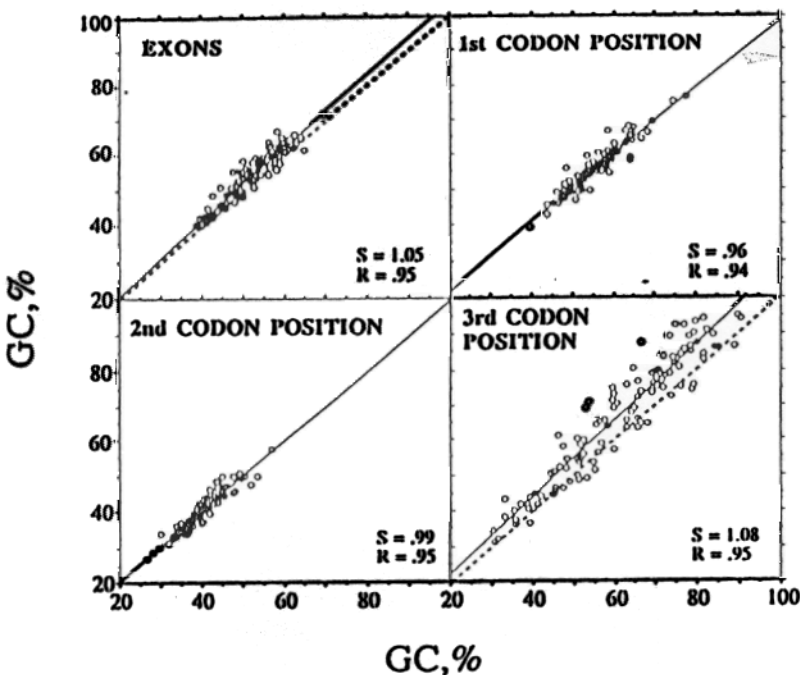 100
80
60
40
20
80
60
40
20
GC,%
EXONS
S = 1.05
R = .95
1st CODON POSITION
S = .96
R = .94
2nd CODON POSITION
S = .99
R = .95
3rd CODON
POSITION
S = 1.08
R = .95
20 40 60 80 20 40 60 80 100
GC,%